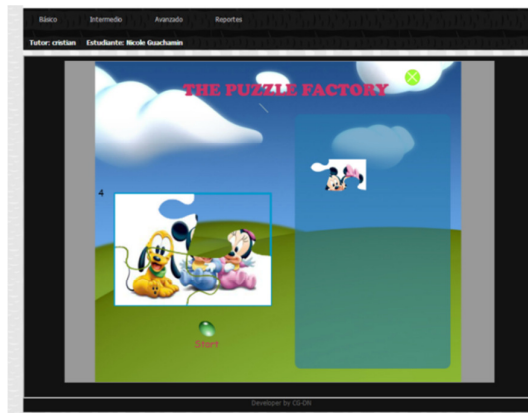 Básico Intermedio Avanzado Reportes
Tutor: cristian Estudiante: Nicole Guachamin
THE PUZZLE FACTORY
4
Start
Developer by CG-DN